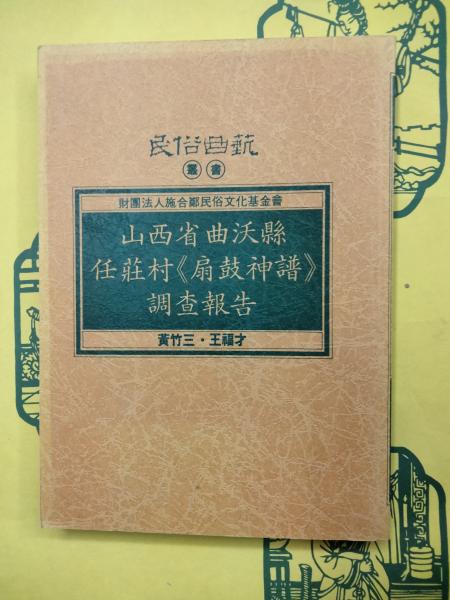 民俗曲藝
叢書
財團法人施合鄭民俗文化基金會
山西省曲沃縣
任莊村《扇鼓神譜》
調查報告
黃竹三・王福才